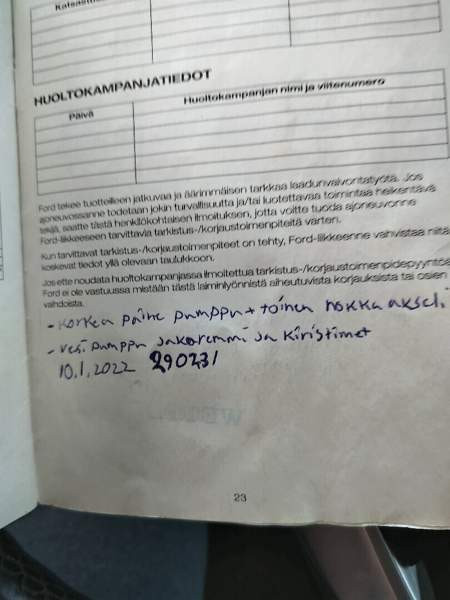 Katsastus
HUOLTOKAMPANJATIEDOT
Päivä
Huoltokampanjan nimi ja viitenumero
Ford tekee tuotteilleen jatkuvaa ja äärimmäisen tarkkaa laadunvalvontatyötä. Jos
ajoneuvossanne todetaan jokin turvallisuutta ja/tai luotettavaa toimintaa heikentävä
tekijä, saatte tästä henkilökohtaisen ilmoituksen, jotta voitte tuoda ajoneuvonne
Ford-liikkeeseen tarvittavia tarkistus-/korjaustoimenpiteitä varten.
Kun tarvittavat tarkistus-/korjaustoimenpiteet on tehty, Ford-liikkeenne vahvistaa niitä
koskevat tiedot yllä olevaan taulukkoon.
Jos ette noudata huoltokampanjassa ilmoitettua tarkistus-/korjaustoimenpidepyyntöä,
Ford ei ole vastuussa mistään tästä laiminlyönnistä aiheutuvista korjauksista tai osien
vaihdoista.
- Korkea paine pumppu + toinen nokka akseli
- vesi pumppu jakoremmi ja kiristimet
10.1.2022 290231
23